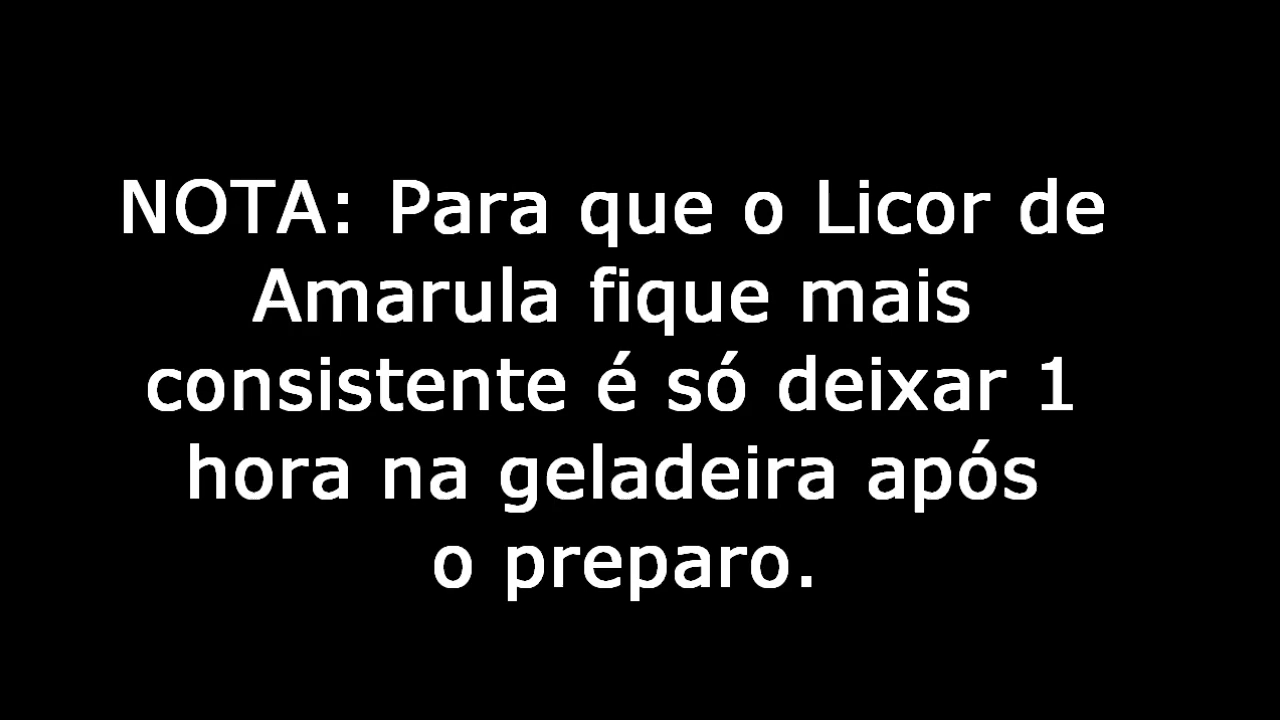 NOTA: Para que o Licor de
Amarula fique mais
consistente é só deixar 1
hora na geladeira após
o preparo.